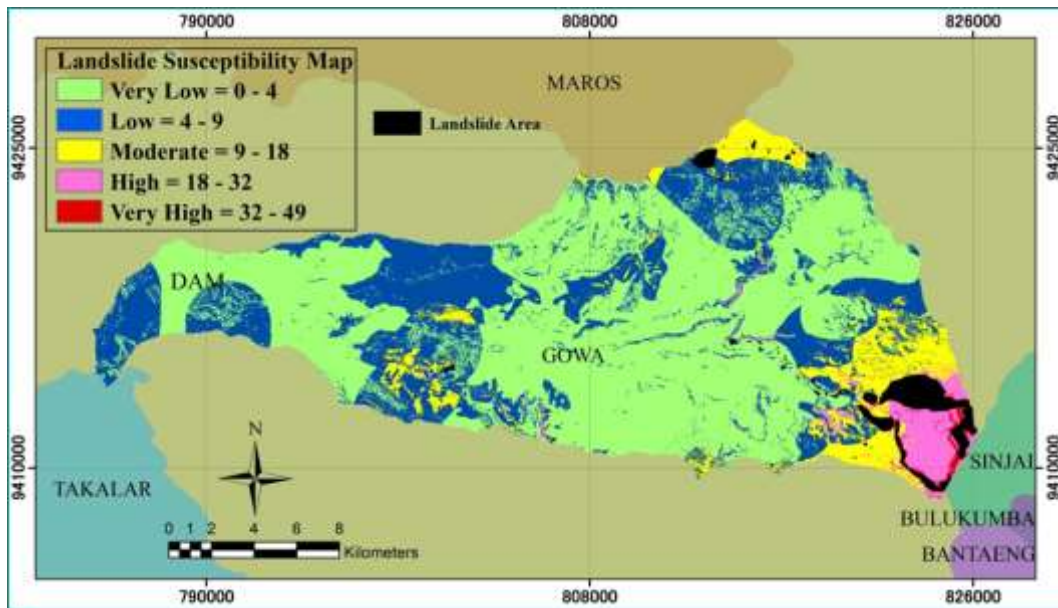 790000 808000 826000
Landslide Susceptibility Map
Very Low = 0 - 4
Low = 4 - 9
Moderate = 9 - 18
High = 18 - 32
Very High = 32 - 49
Landslide Area
MAROS
9425000 9425000
DAM
GOWA
N
9410000 9410000
TAKALAR
SINJAI
BULUKUMBA
BANTAENG
0 1 2 4 6 8
Kilometers
790000 808000 826000